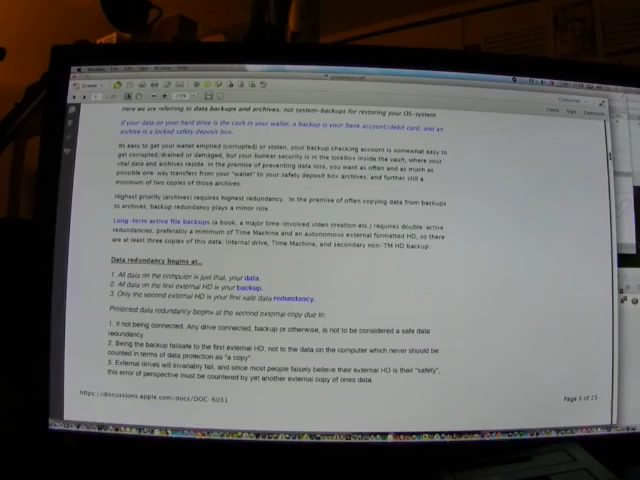 Create
Here we are referring to data backups and archives, not system-backups for restoring your OS-system.
If your data on your hard drive is the cash in your wallet, a backup is your bank account/debit card, and an
archive is a locked safety deposit box.
Its easy to get your wallet emptied (corrupted) or stolen, your backup checking account is somewhat easy to
get corrupted/drained or damaged, but your bunker security is in the lockbox inside the vault, where your
vital data and archives reside. In the premise of preventing data loss, you want as often and as much as
possible one way transfers from your "wallet" to your safety deposit box archives, and further still a
minimum of two copies of those archives.
Highest priority (archives) requires highest redundancy. In the premise of often copying data from backups
to archives, backup redundancy plays a minor role.
Long-term active file backups (a book, a major time-involved video creation etc.) requires double-active
redundancies, preferably a minimum of Time Machine and an autonomous external formatted HD, so there
are at least three copies of this data: internal drive, Time Machine, and secondary non-TM HD backup.
Data redundancy begins at..
1. All data on the computer is just that, your data.
2. All data on the first external HD is your backup.
3. Only the second external HD is your first safe data redundancy.
Protected data redundancy begins at the second external copy due to:
1. It not being connected. Any drive connected, backup or otherwise, is not to be considered a safe data
redundancy.
2. Being the backup failsafe to the first external HD, not to the data on the computer which never should be
counted in terms of data protection as "a copy".
3. External drives will invariably fail, and since most people falsely believe their external HD is their "safety",
this error of perspective must be countered by yet another external copy of ones data.
https://discussions.apple.com/docs/DOC-6031
Page 5 of 25